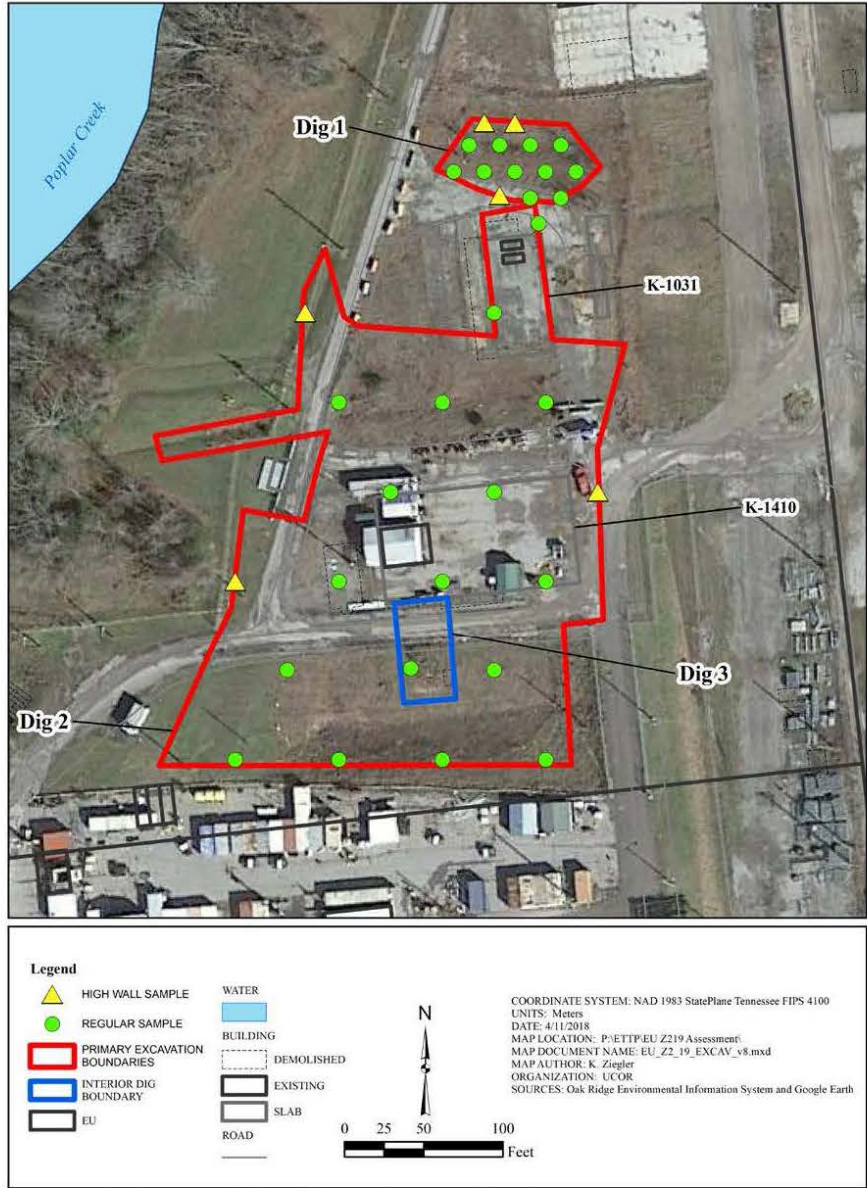 Poplar Creek
Dig 1
K-1031
K-1410
Dig 3
Dig 2
Legend
HIGH WALL SAMPLE
REGULAR SAMPLE
PRIMARY EXCAVATION
BOUNDARIES
INTERIOR DIG
BOUNDARY
EU
WATER
BUILDING
DEMOLISHED
EXISTING
SLAB
ROAD
N
0 25 50 100
Feet
COORDINATE SYSTEM: NAD 1983 StatePlane Tennessee FIPS 4100
UNITS: Meters
DATE: 4/11/2018
MAP LOCATION: P:\ETTP\EU Z219 Assessment\
MAP DOCUMENT NAME: EU_Z2_19_EXCAV_v8.mxd
MAP AUTHOR: K. Ziegler
ORGANIZATION: UCOR
SOURCES: Oak Ridge Environmental Information System and Google Earth